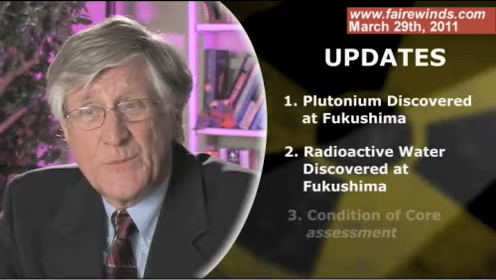 www.fairewinds.com
March 29th, 2011
UPDATES
1. Plutonium Discovered
at Fukushima
2. Radioactive Water
Discovered at
Fukushima
3. Condition of Core
assessment